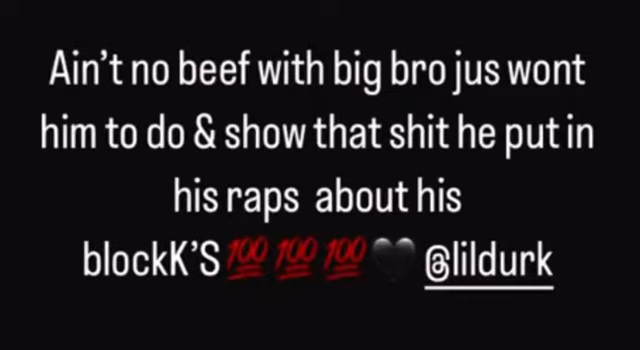 Ain't no beef with big bro jus wont
him to do & show that shit he put in
his raps about his
blocK'S💯💯💯🖤 @lildurk